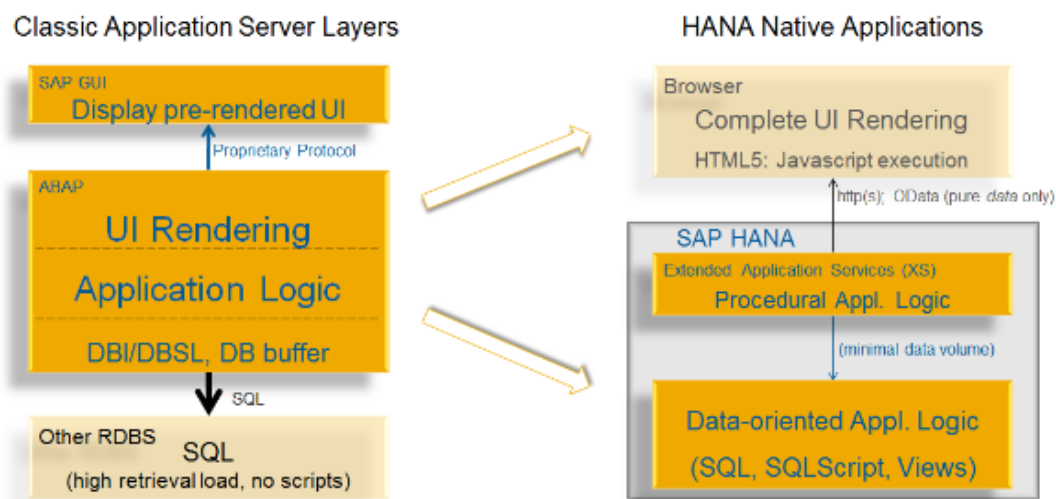 Classic Application Server Layers
SAP GUI
Display pre-rendered UI
Proprietary Protocol
ABAP
UI Rendering
Application Logic
DBI/DBSL, DB buffer
SQL
Other RDBS
SQL
(high retrieval load, no scripts)
HANA Native Applications
Browser
Complete UI Rendering
HTML5: Javascript execution
http(s); OData (pure data only)
SAP HANA
Extended Application Services (XS)
Procedural Appl. Logic
(minimal data volume)
Data-oriented Appl. Logic
(SQL, SQLScript, Views)